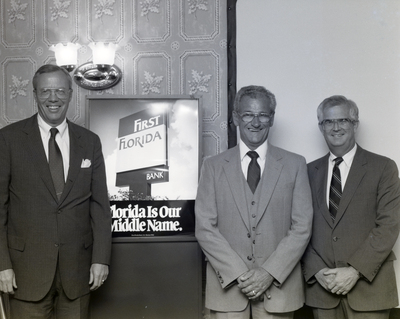 FIRST
FLORIDA
BANK
Florida Is Our
Middle Name.